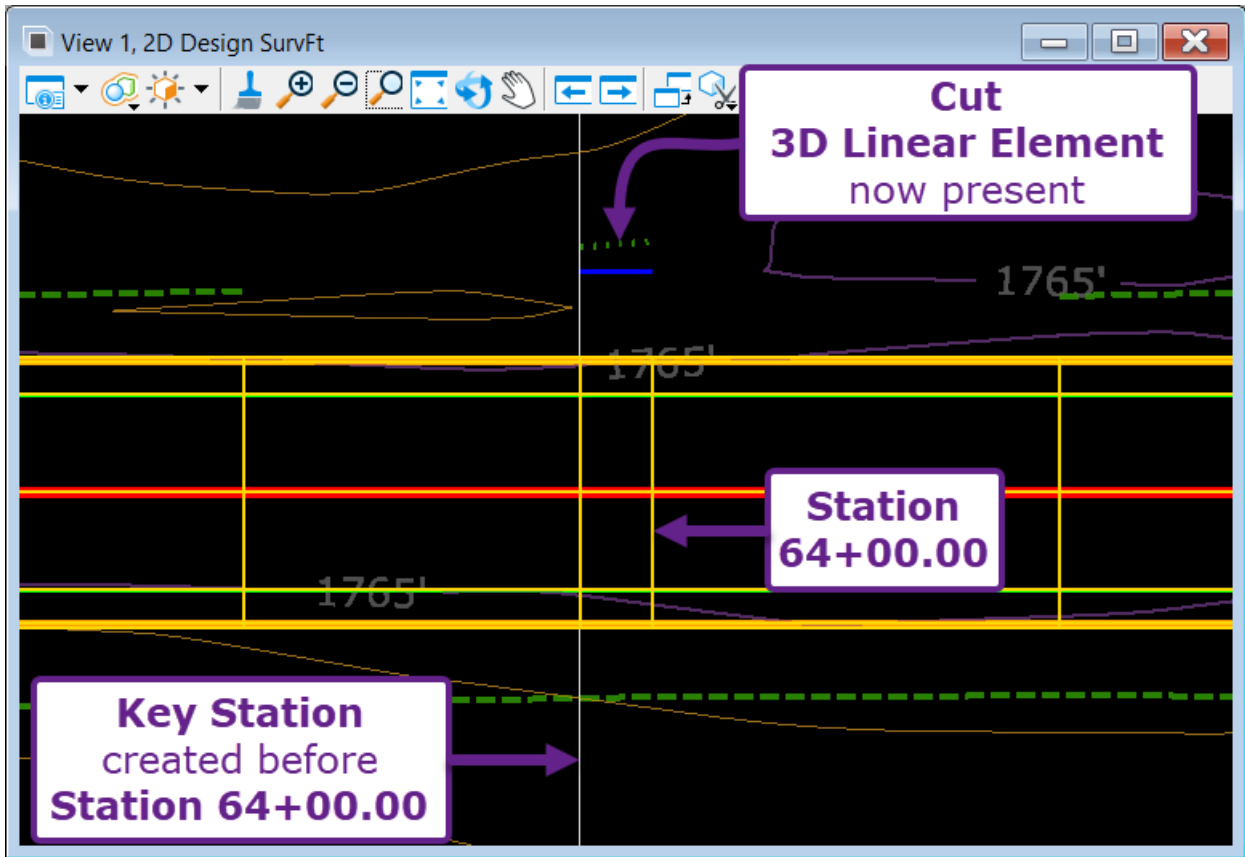 View 1, 2D Design SurvFt
Cut
3D Linear Element
now present
1765'
1765'
Station
64+00.00
1765'
Key Station
created before
Station 64+00.00